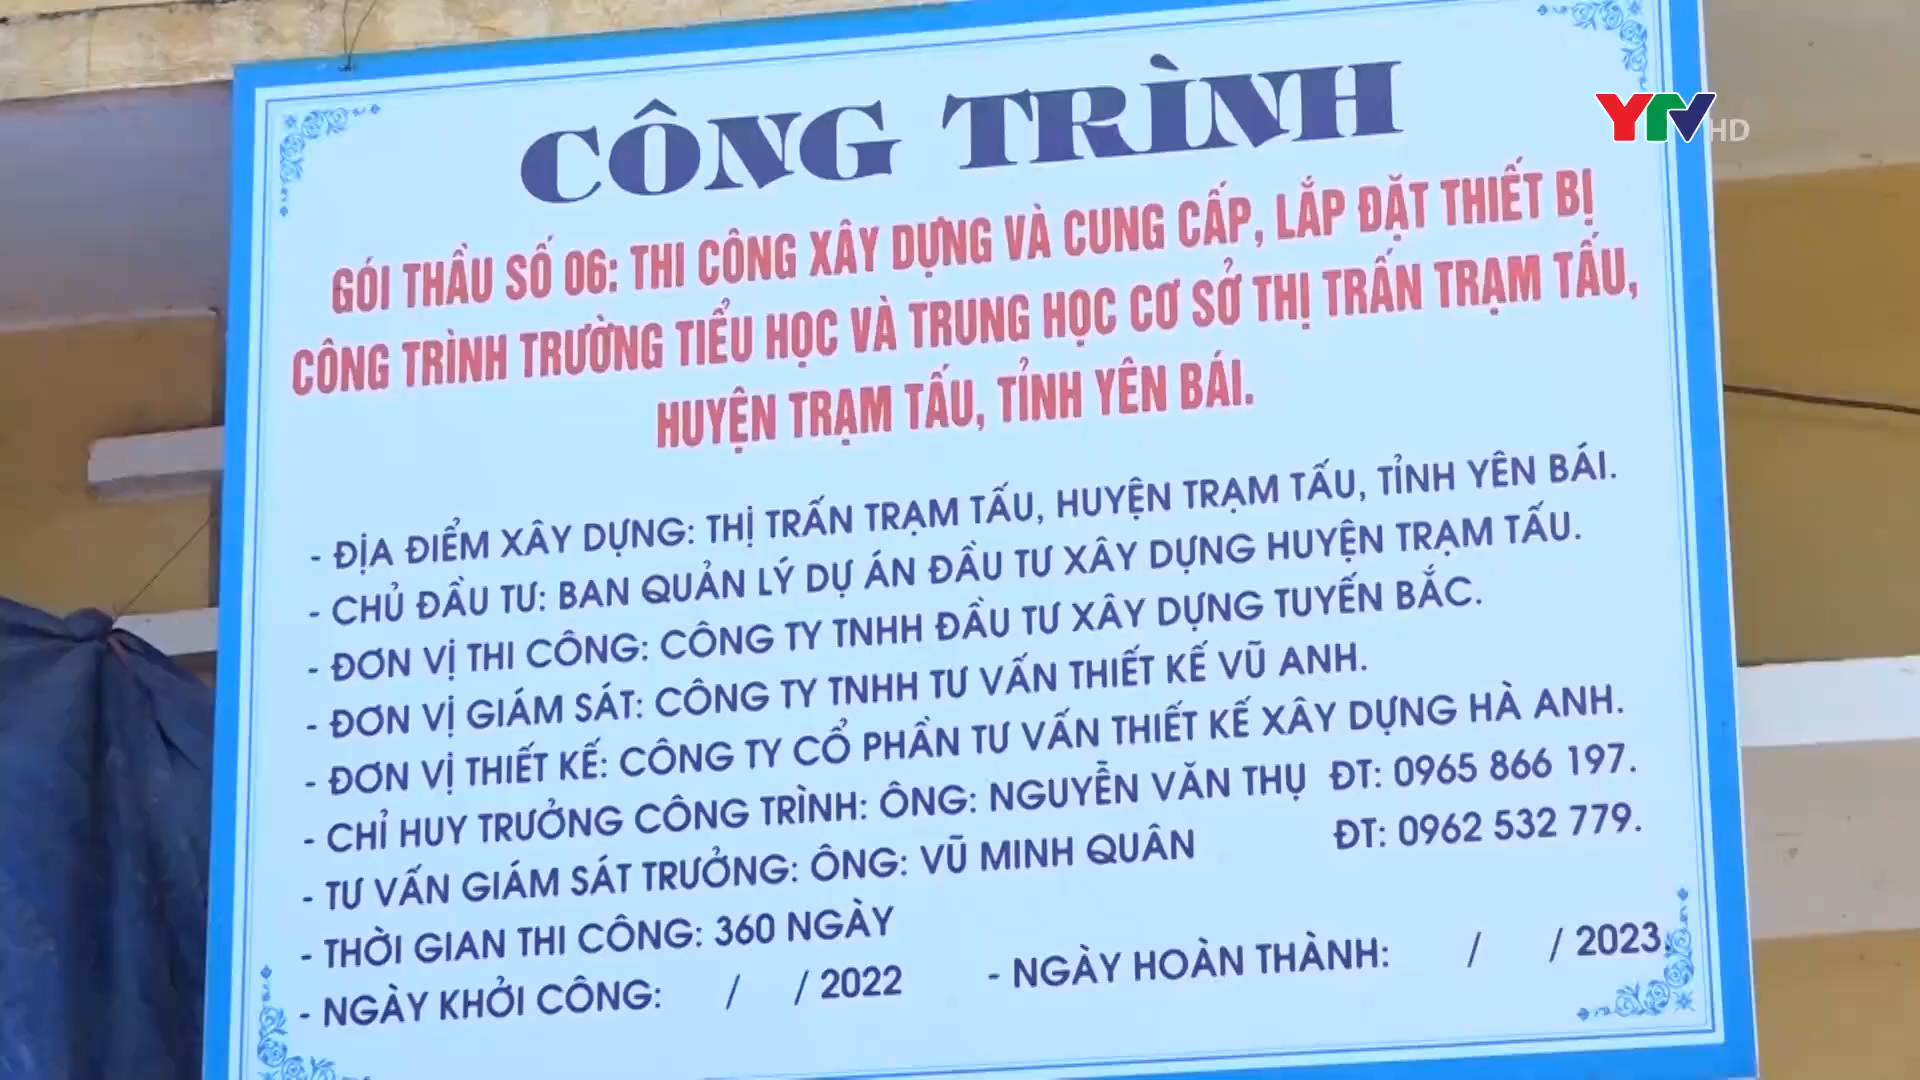 YTV HD
CÔNG TRÌNH
GÓI THẦU SỐ 06: THI CÔNG XÂY DỰNG VÀ CUNG CẤP, LẮP ĐẶT THIẾT BỊ
CÔNG TRÌNH TRƯỜNG TIỂU HỌC VÀ TRUNG HỌC CƠ SỞ THỊ TRẤN TRẠM TẤU,
HUYỆN TRẠM TẤU, TỈNH YÊN BÁI.
- ĐỊA ĐIỂM XÂY DỰNG: THỊ TRẤN TRẠM TẤU, HUYỆN TRẠM TẤU, TỈNH YÊN BÁI.
- CHỦ ĐẦU TƯ: BAN QUẢN LÝ DỰ ÁN ĐẦU TƯ XÂY DỰNG HUYỆN TRẠM TẤU.
- ĐƠN VỊ THI CÔNG: CÔNG TY TNHH ĐẦU TƯ XÂY DỰNG TUYẾN BẮC.
- ĐƠN VỊ GIÁM SÁT: CÔNG TY TNHH TƯ VẤN THIẾT KẾ VŨ ANH.
- ĐƠN VỊ THIẾT KẾ: CÔNG TY CỔ PHẦN TƯ VẤN THIẾT KẾ XÂY DỰNG HÀ ANH.
- CHỈ HUY TRƯỞNG CÔNG TRÌNH: ÔNG: NGUYỄN VĂN THỤ ĐT: 0965 866 197.
- TƯ VẤN GIÁM SÁT TRƯỞNG: ÔNG: VŨ MINH QUÂN ĐT: 0962 532 779.
- THỜI GIAN THI CÔNG: 360 NGÀY
- NGÀY KHỞI CÔNG: / / 2022 - NGÀY HOÀN THÀNH: / / 2023.